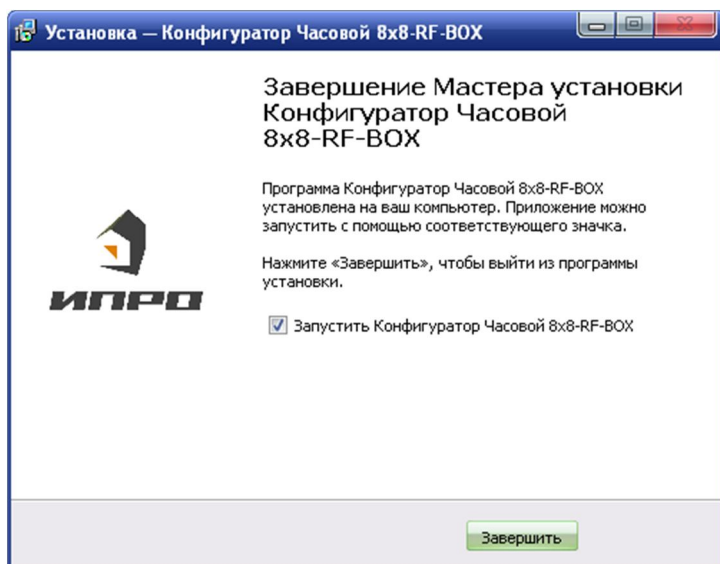 Установка — Конфигуратор Часовой 8x8-RF-BOX
Завершение Мастера установки
Конфигуратор Часовой
8x8-RF-BOX
Программа Конфигуратор Часовой 8x8-RF-BOX
установлена на ваш компьютер. Приложение можно
запустить с помощью соответствующего значка.
Нажмите «Завершить», чтобы выйти из программы
установки.
ИПРО
Запустить Конфигуратор Часовой 8x8-RF-BOX
Завершить